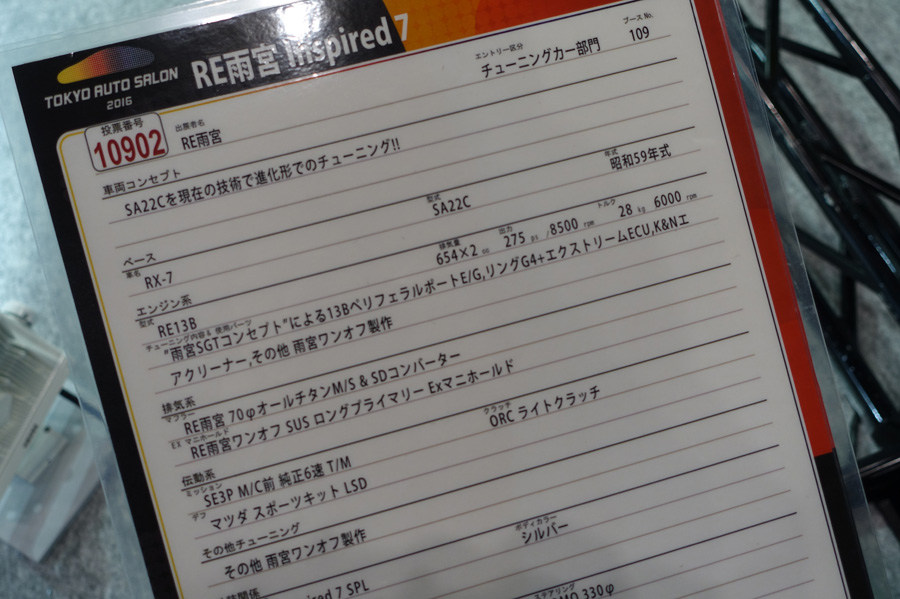 TOKYO AUTO SALON
2016
RE雨宮 Inspired 7
エントリー区分
チューニングカー部門
ブースNo.
109
投票番号
10902
出展者名
RE雨宮
車両コンセプト
SA22Cを現在の技術で進化形でのチューニング!!
ベース
車名
RX-7
型式
SA22C
年式
昭和59年式
エンジン系
型式
RE13B
排気量
654×2 cc
出力
275 ps /8500 rpm
トルク
28 kg 6000 rpm
チューニング内容& 使用パーツ
"雨宮SGTコンセプト"による13BペリフェラルポートE/G,リングG4+エクストリームECU,K&Nエ
アクリーナー,その他 雨宮ワンオフ製作
排気系
マフラー
RE雨宮 70φオールチタンM/S & SDコンバーター
EX マニホールド
RE雨宮ワンオフ SUS ロングプライマリー Exマニホールド
伝動系
ミッション
SE3P M/C前 純正6速 T/M
クラッチ
ORC ライトクラッチ
デフ
マツダ スポーツキット LSD
その他チューニング
その他 雨宮ワンオフ製作
ボディカラー
シルバー
7 SPL
ステアリング
330φ